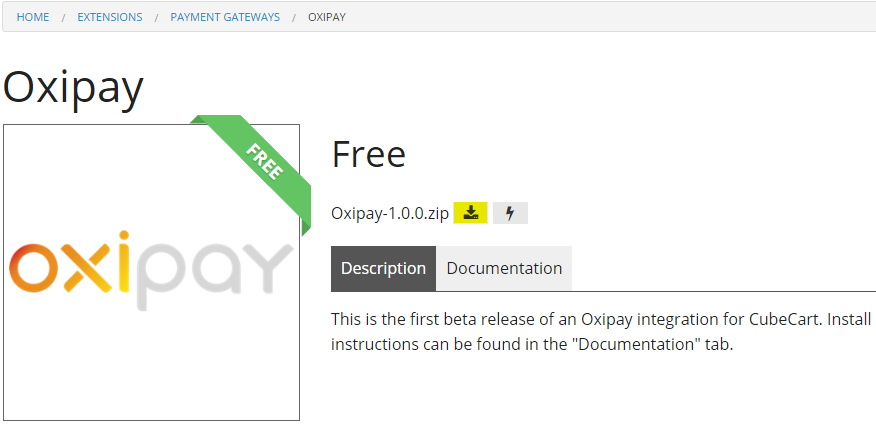 HOME / EXTENSIONS / PAYMENT GATEWAYS / OXIPAY
Oxipay
FREE
oxipay
Free
Oxipay-1.0.0.zip
Description Documentation
This is the first beta release of an Oxipay integration for CubeCart. Install
instructions can be found in the "Documentation" tab.